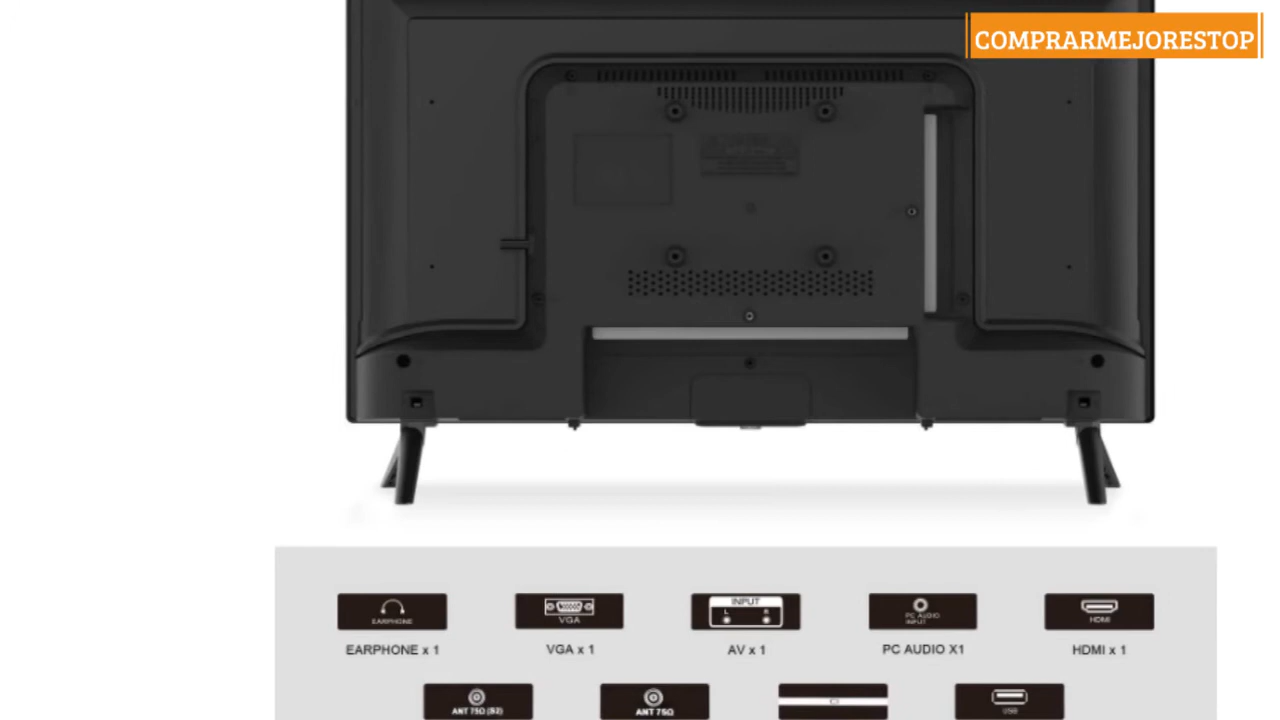 COMPRARMEJORESTOP
EARPHONE
VGA
INPUT
L R
PC AUDIO
INPUT
HDMI
EARPHONE x 1
VGA x 1
AV x 1
PC AUDIO X1
HDMI x 1
ANT 75Ω (S2)
ANT 75Ω
USB